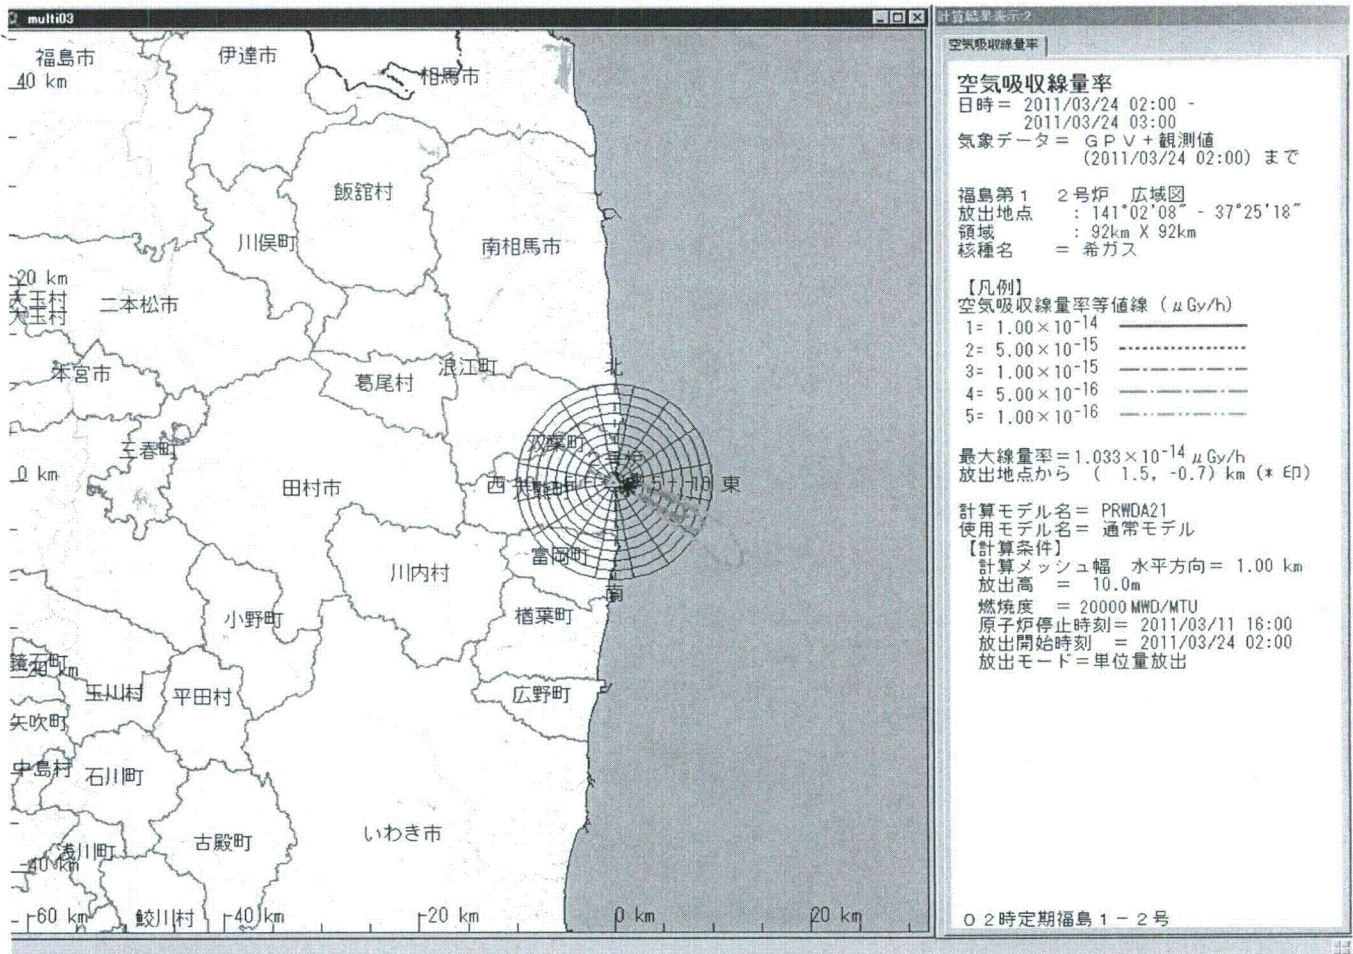 multi03
福島市
伊達市
相馬市
40 km
飯舘村
川俣町
南相馬市
20 km
大玉村
大玉村
二本松市
本宮市
葛尾村
浪江町
北
双葉町
三春町
0 km
田村市
西
大熊町
東
富岡町
川内村
南
小野町
楢葉町
鏡石町
-20 km
玉川村
平田村
広野町
矢吹町
中島村
石川町
いわき市
古殿町
浅川町
-40 km
鮫川村
-60 km
-40 km
-20 km
0 km
20 km
計算結果表示:2
空気吸収線量率
空気吸収線量率
日時= 2011/03/24 02:00 -
2011/03/24 03:00
気象データ= GPV+観測値
(2011/03/24 02:00) まで
福島第1 2号炉 広域図
放出地点 : 141°02'08" - 37°25'18"
領域 : 92km X 92km
核種名 = 希ガス
【凡例】
空気吸収線量率等値線 (μGy/h)
1= 1.00×10⁻¹⁴
2= 5.00×10⁻¹⁵
3= 1.00×10⁻¹⁵
4= 5.00×10⁻¹⁶
5= 1.00×10⁻¹⁶
最大線量率=1.033×10⁻¹⁴μGy/h
放出地点から ( 1.5, -0.7) km (* 印)
計算モデル名= PRWDA21
使用モデル名= 通常モデル
【計算条件】
計算メッシュ幅 水平方向= 1.00 km
放出高 = 10.0m
燃焼度 = 20000MWD/MTU
原子炉停止時刻= 2011/03/11 16:00
放出開始時刻 = 2011/03/24 02:00
放出モード=単位量放出
02時定期福島1-2号